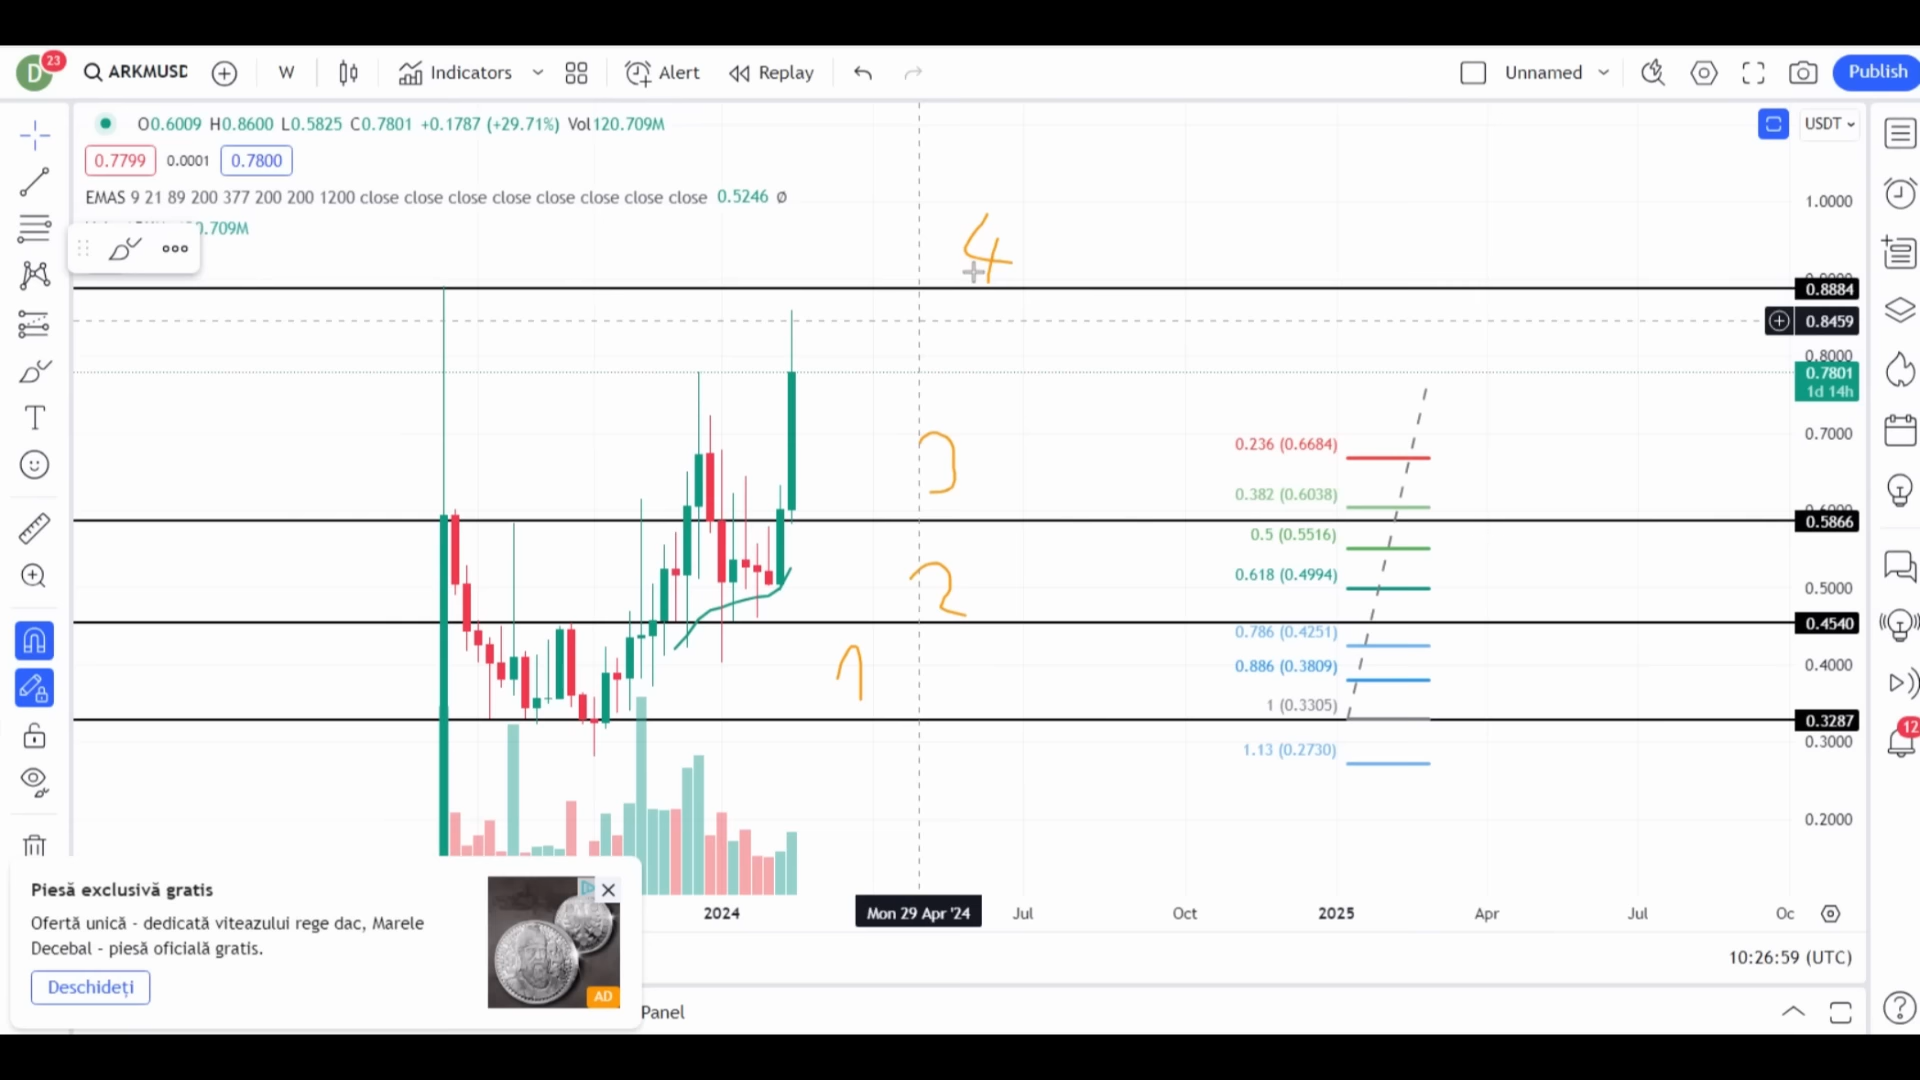 D 23 ARKMUSD W Indicators Alert Replay Unnamed Publish
O0.6009 H0.8600 L0.5825 C0.7801 +0.1787 (+29.71%) Vol120.709M
USDT
0.7799 0.0001 0.7800
EMAS 9 21 89 200 377 200 200 1200 close close close close close close close close 0.5246 Ø
0.709M
1.0000
4
0.8884
0.8459
0.8000
0.7801
1d 14h
0.7000
0.236 (0.6684)
3
0.382 (0.6038)
0.5866
0.5 (0.5516)
0.618 (0.4994)
2
0.5000
0.4540
0.786 (0.4251)
0.4000
0.886 (0.3809)
1
1 (0.3305)
0.3287
0.3000
1.13 (0.2730)
12
0.2000
2024 Mon 29 Apr '24 Jul Oct 2025 Apr Jul Oc
10:26:59 (UTC)
Piesă exclusivă gratis
Ofertă unică - dedicată viteazului rege dac, Marele
Decebal - piesă oficială gratis.
Deschideți
AD
Panel